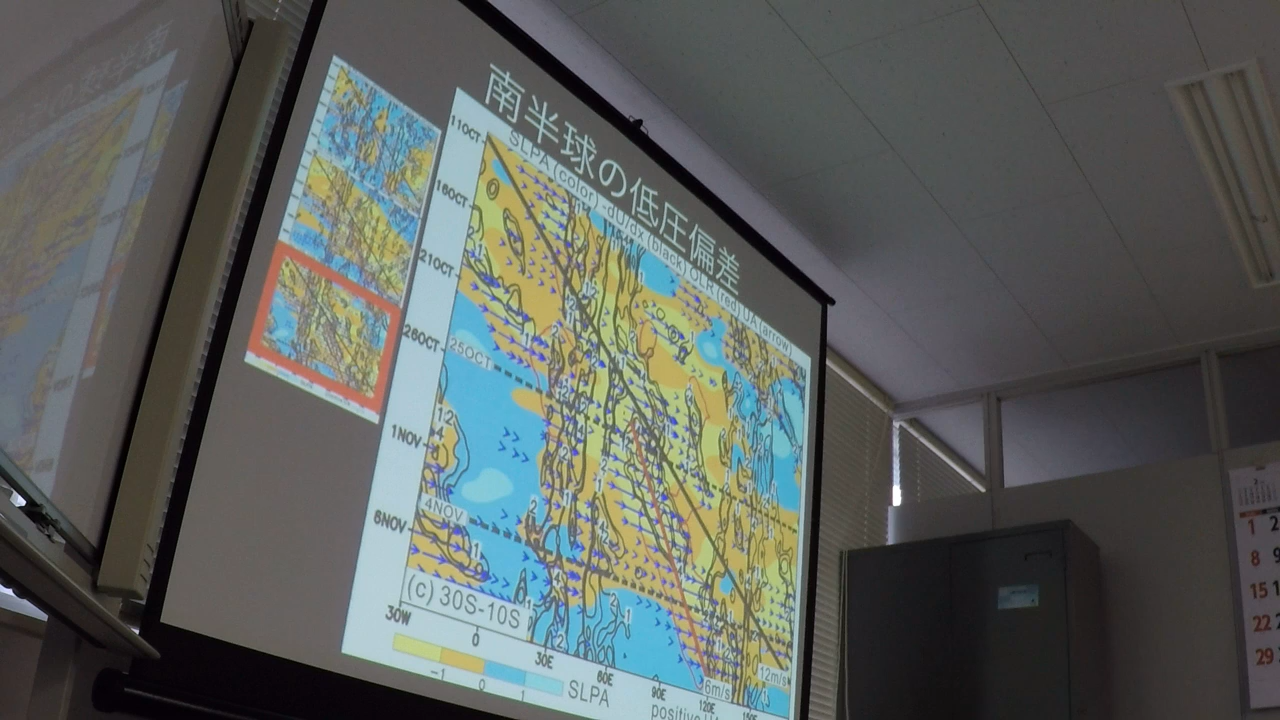 南半球の低圧偏差
SLPA (color) -dU/dx (black) OLR (red) UA (arrow)
11OCT
16OCT
21OCT
26OCT
25OCT
1NOV
4NOV
6NOV
(c) 30S-10S
12m/s
6m/s
30W 0 30E 60E 90E 120E 150E
-1 0 1 SLPA
positive
1 2
8
15
22
29